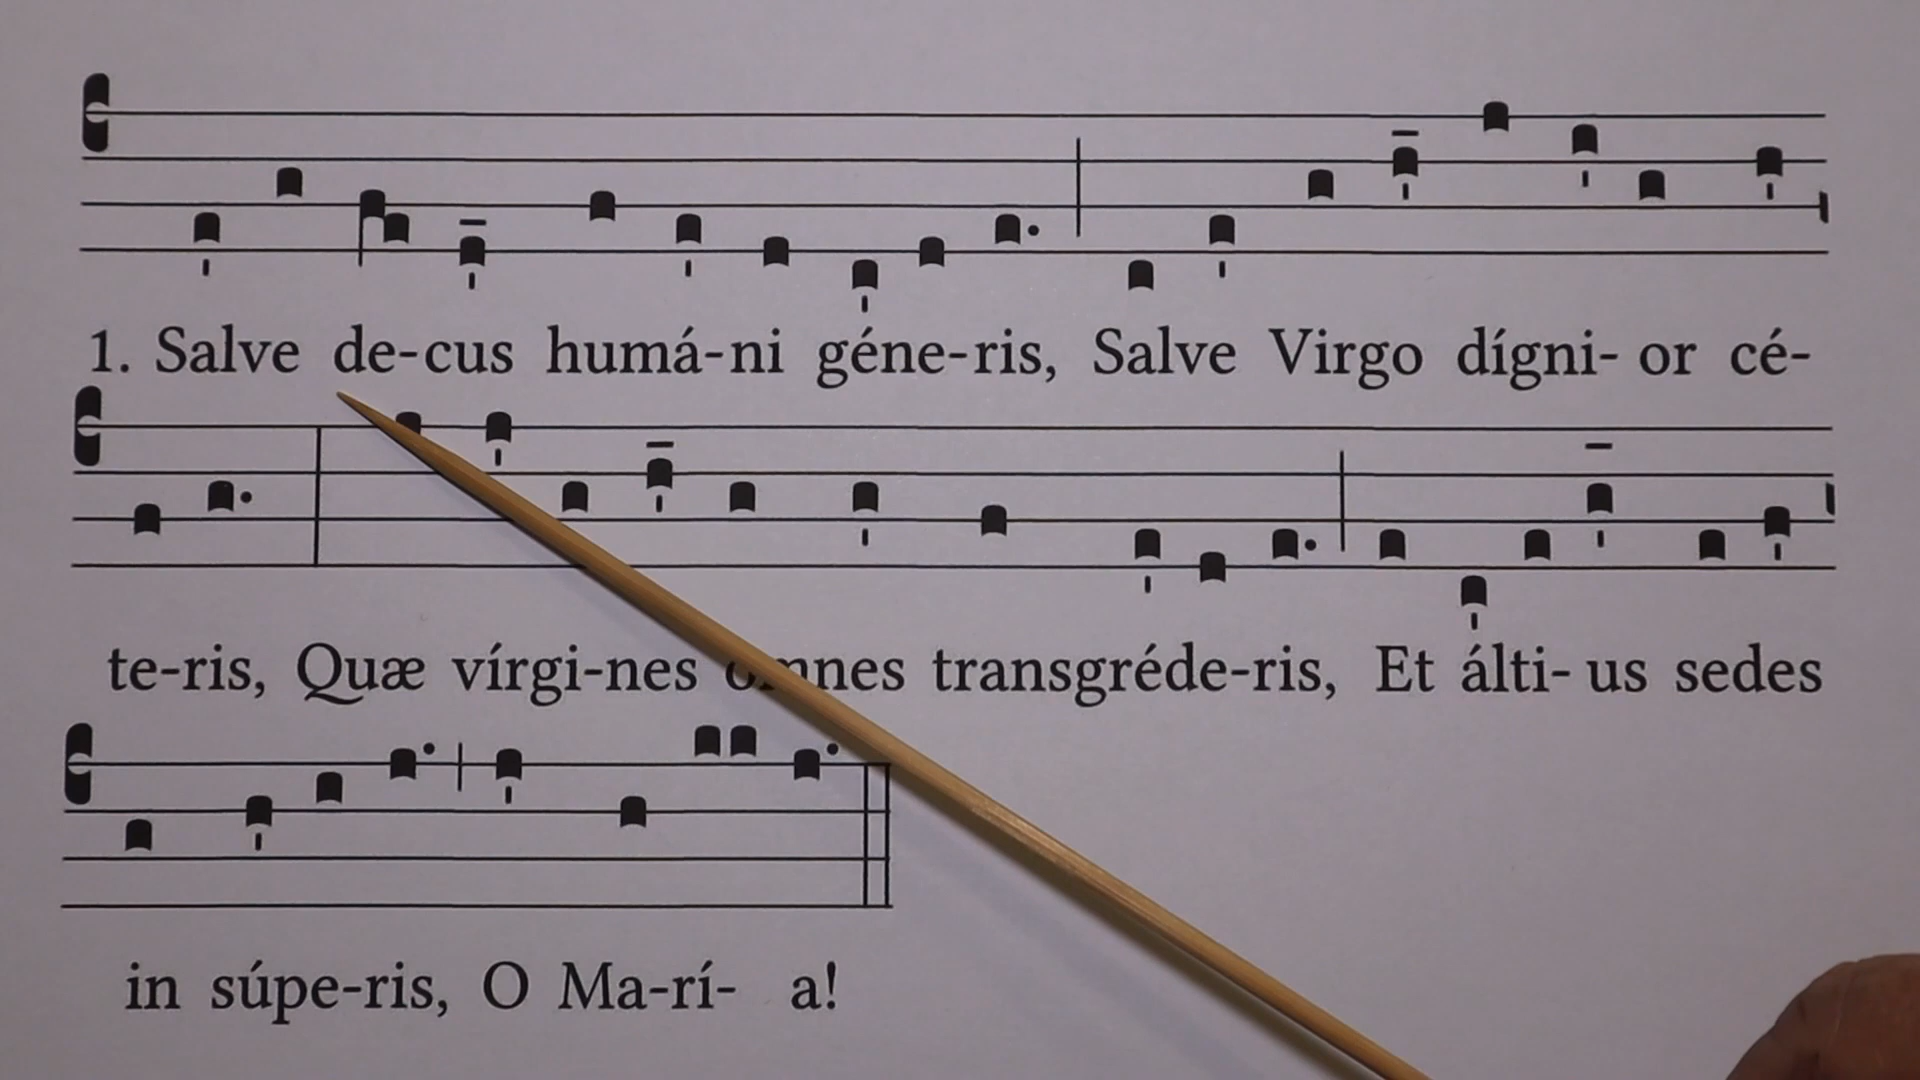 1. Salve de-cus humá-ni géne-ris, Salve Virgo dígni- or cé-
te-ris, Quæ vírgi-nes omnes transgréde-ris, Et álti- us sedes
in súpe-ris, O Ma-rí- a!